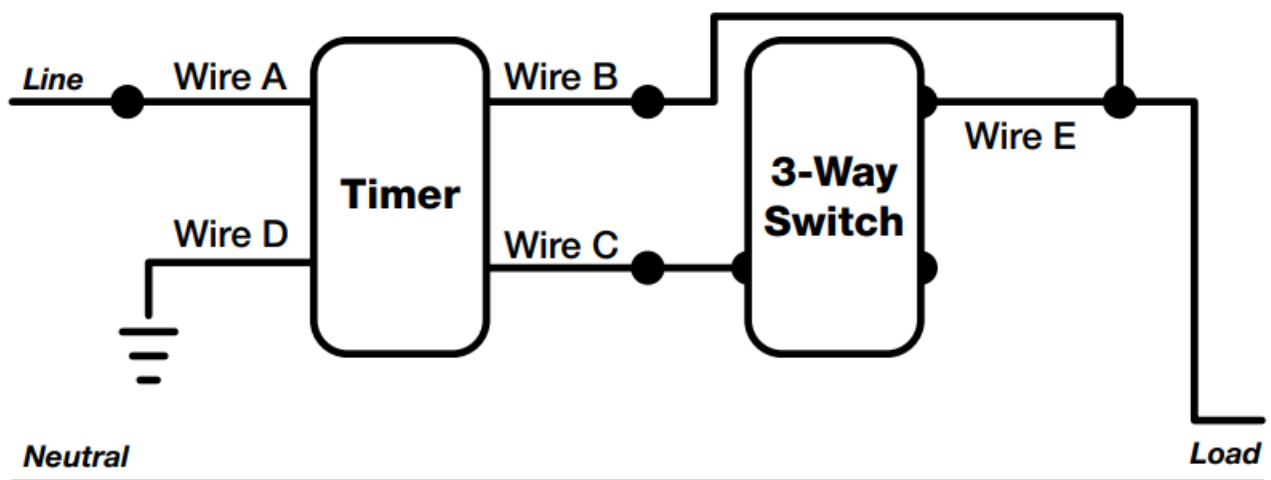 Line
Wire A
Wire B
Wire E
3-Way
Switch
Timer
Wire D
Wire C
Neutral
Load